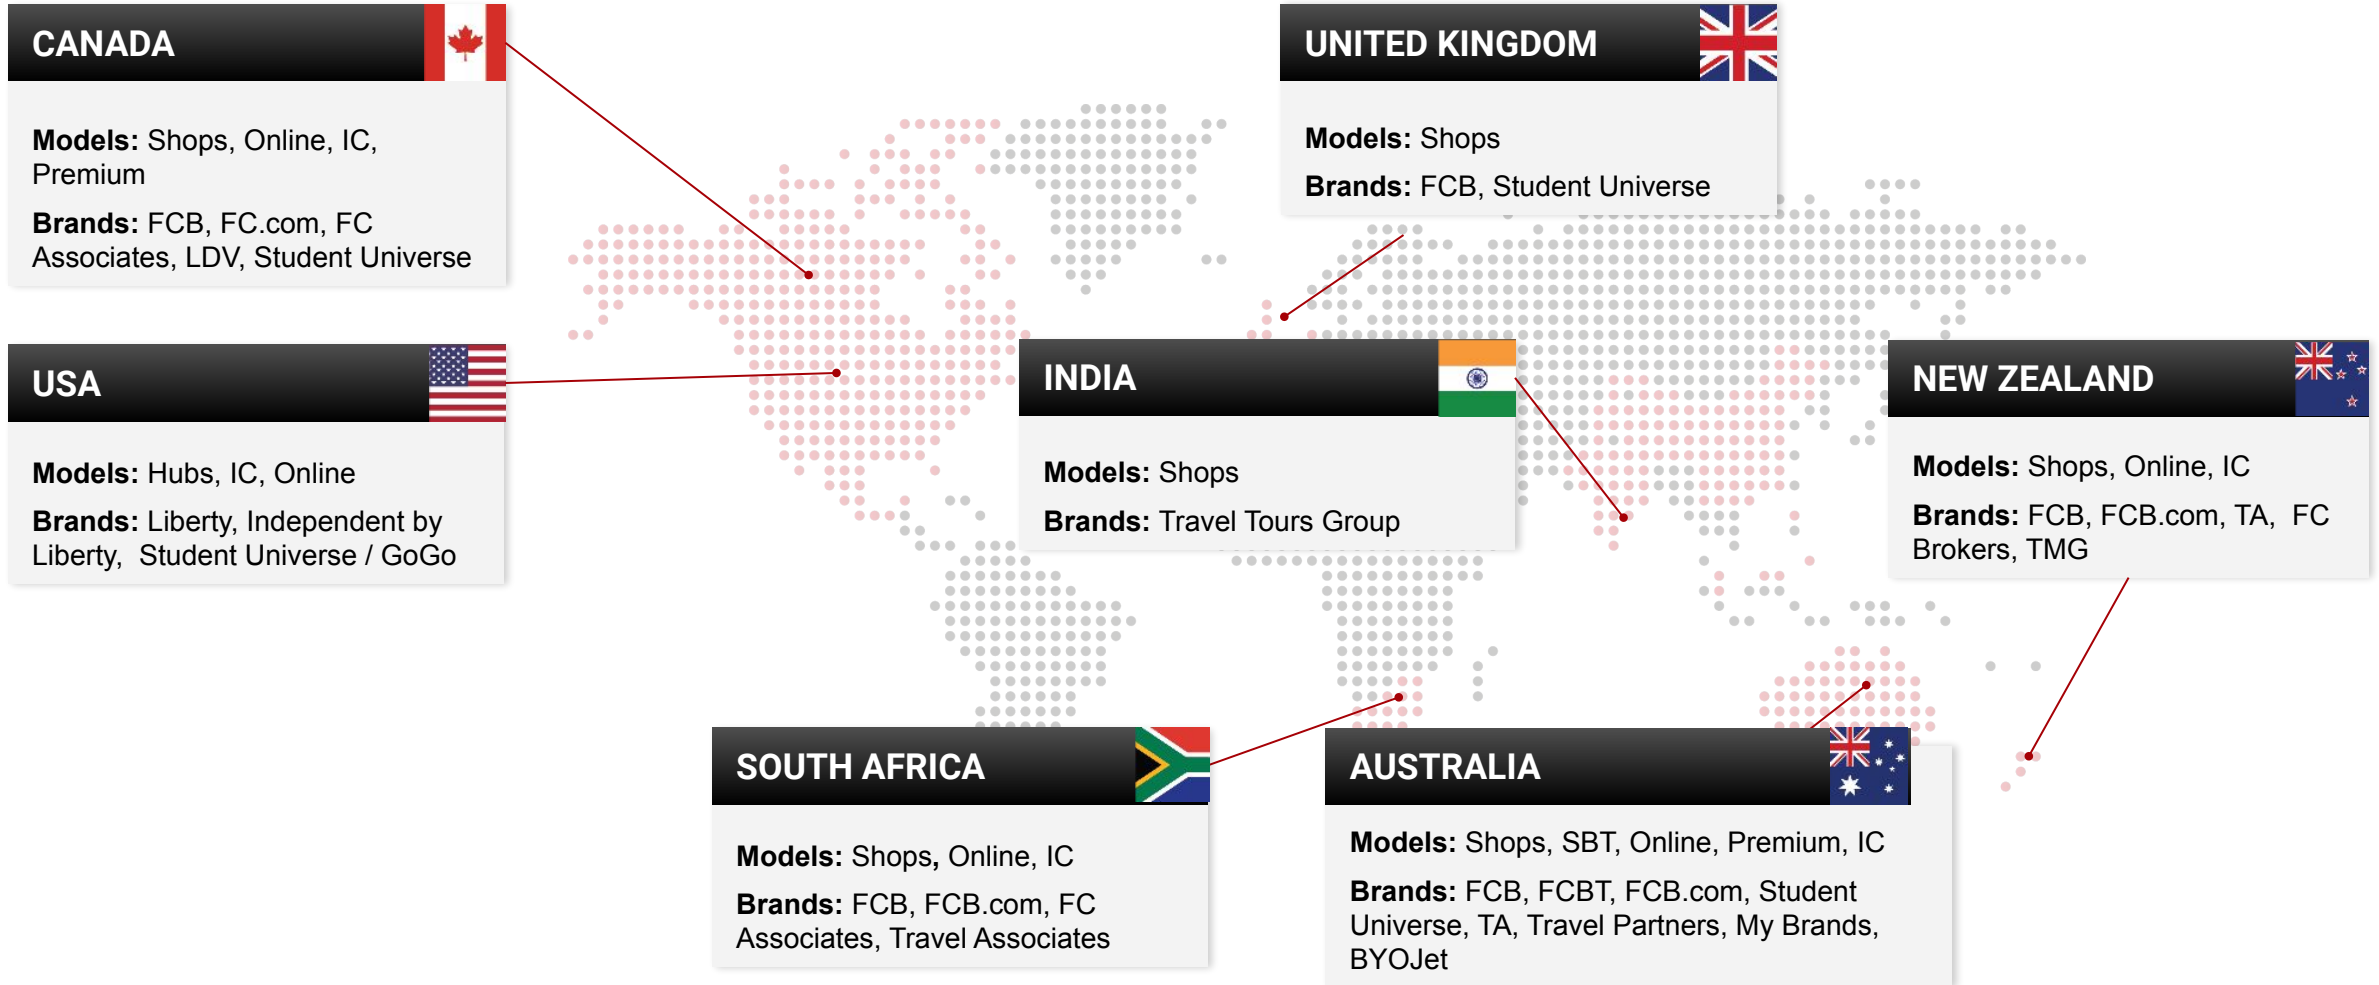 CANADA
Models: Shops, Online, IC,
Premium
Brands: FCB, FC.com, FC
Associates, LDV, Student Universe
UNITED KINGDOM
Models: Shops
Brands: FCB, Student Universe
USA
Models: Hubs, IC, Online
Brands: Liberty, Independent by
Liberty, Student Universe / GoGo
INDIA
Models: Shops
Brands: Travel Tours Group
NEW ZEALAND
Models: Shops, Online, IC
Brands: FCB, FCB.com, TA, FC
Brokers, TMG
SOUTH AFRICA
Models: Shops, Online, IC
Brands: FCB, FCB.com, FC
Associates, Travel Associates
AUSTRALIA
Models: Shops, SBT, Online, Premium, IC
Brands: FCB, FCBT, FCB.com, Student
Universe, TA, Travel Partners, My Brands,
BYOJet